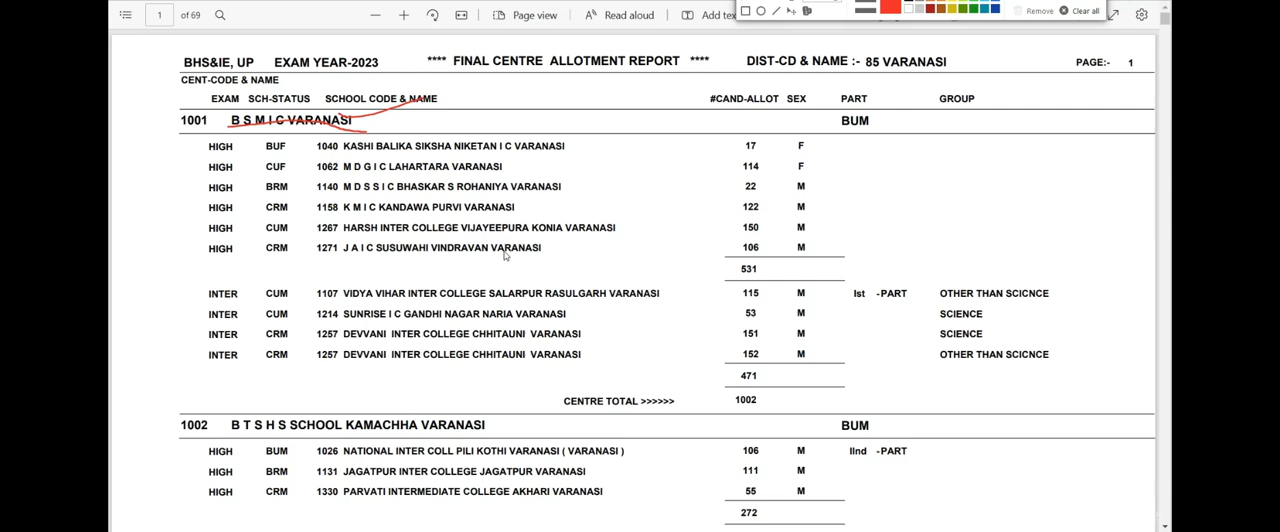 1 of 69 Page view Read aloud Add text Remove Clear all
BHS&IE, UP EXAM YEAR-2023 **** FINAL CENTRE ALLOTMENT REPORT **** DIST-CD & NAME :- 85 VARANASI PAGE:- 1
CENT-CODE & NAME
EXAM SCH-STATUS SCHOOL CODE & NAME #CAND-ALLOT SEX PART GROUP
1001 B S M I C VARANASI BUM
HIGH BUF 1040 KASHI BALIKA SIKSHA NIKETAN I C VARANASI 17 F
HIGH CUF 1062 M D G I C LAHARTARA VARANASI 114 F
HIGH BRM 1140 M D S S I C BHASKAR S ROHANIYA VARANASI 22 M
HIGH CRM 1158 K M I C KANDAWA PURVI VARANASI 122 M
HIGH CUM 1267 HARSH INTER COLLEGE VIJAYEEPURA KONIA VARANASI 150 M
HIGH CRM 1271 J A I C SUSUWAHI VINDRAVAN VARANASI 106 M
531
INTER CUM 1107 VIDYA VIHAR INTER COLLEGE SALARPUR RASULGARH VARANASI 115 M Ist -PART OTHER THAN SCICNCE
INTER CUM 1214 SUNRISE I C GANDHI NAGAR NARIA VARANASI 53 M SCIENCE
INTER CRM 1257 DEVVANI INTER COLLEGE CHHITAUNI VARANASI 151 M SCIENCE
INTER CRM 1257 DEVVANI INTER COLLEGE CHHITAUNI VARANASI 152 M OTHER THAN SCICNCE
471
CENTRE TOTAL >>>>>> 1002
1002 B T S H S SCHOOL KAMACHHA VARANASI BUM
HIGH BUM 1026 NATIONAL INTER COLL PILI KOTHI VARANASI ( VARANASI ) 106 M IInd -PART
HIGH BRM 1131 JAGATPUR INTER COLLEGE JAGATPUR VARANASI 111 M
HIGH CRM 1330 PARVATI INTERMEDIATE COLLEGE AKHARI VARANASI 55 M
272